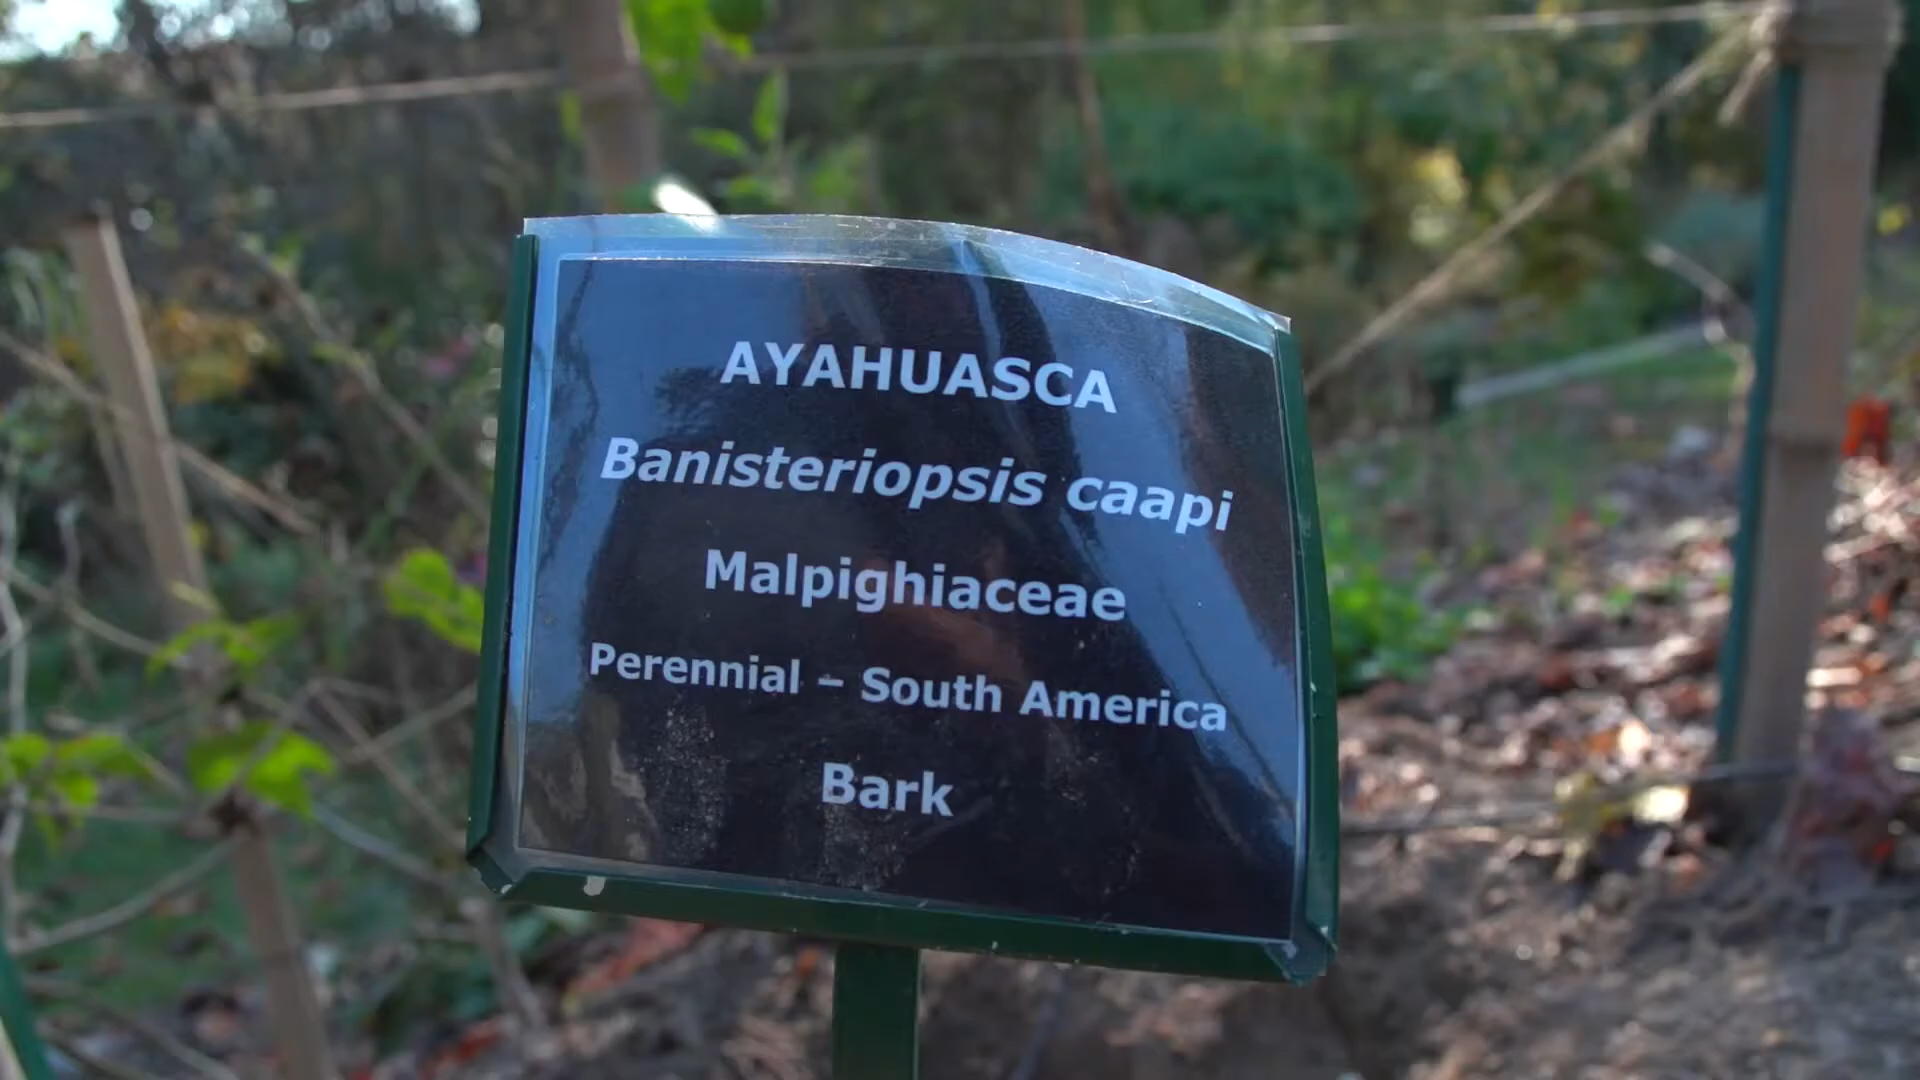 AYAHUASCA
Banisteriopsis caapi
Malpighiaceae
Perennial – South America
Bark